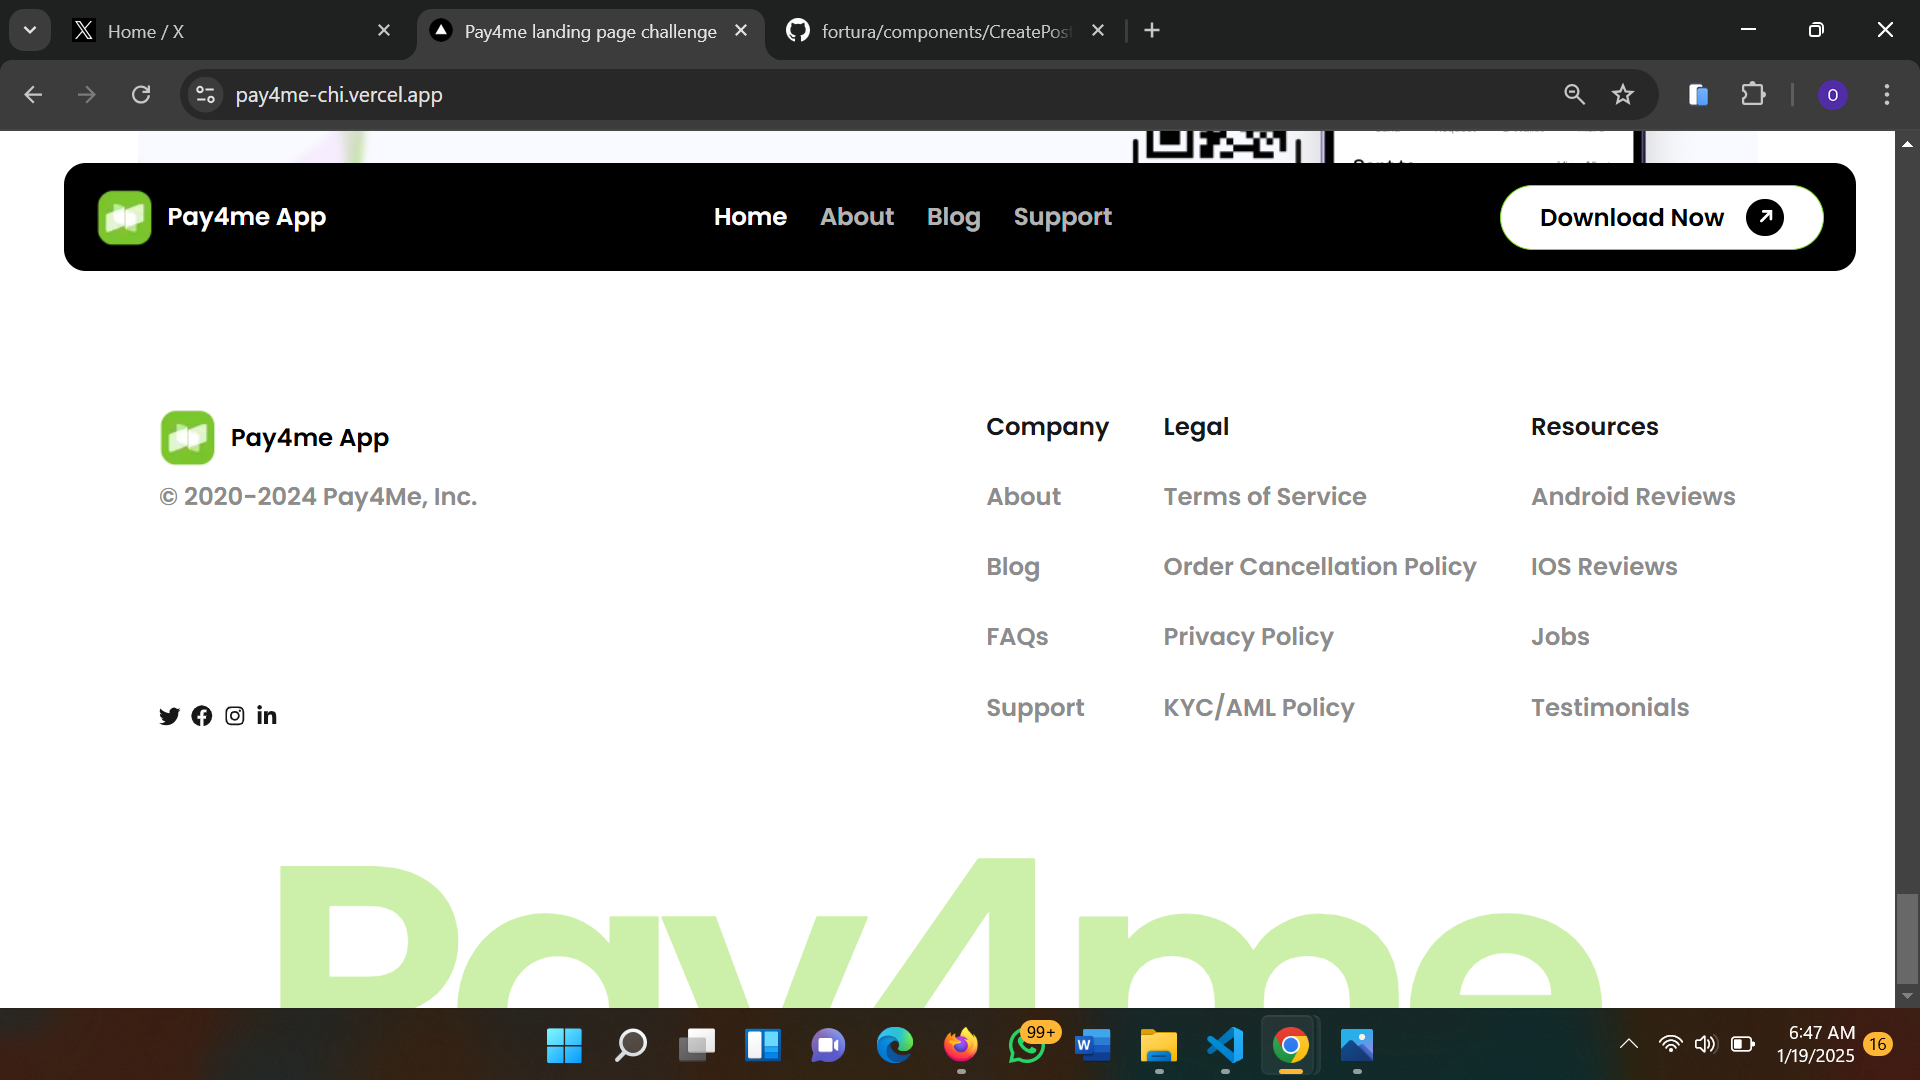 Home / X
Pay4me landing page challenge
fortura/components/CreatePost
pay4me-chi.vercel.app
Pay4me App
Home About Blog Support
Download Now
Pay4me App
© 2020-2024 Pay4Me, Inc.
Company
About
Blog
FAQs
Support
Legal
Terms of Service
Order Cancellation Policy
Privacy Policy
KYC/AML Policy
Resources
Android Reviews
IOS Reviews
Jobs
Testimonials
Pay4me
99+
6:47 AM
1/19/2025
16